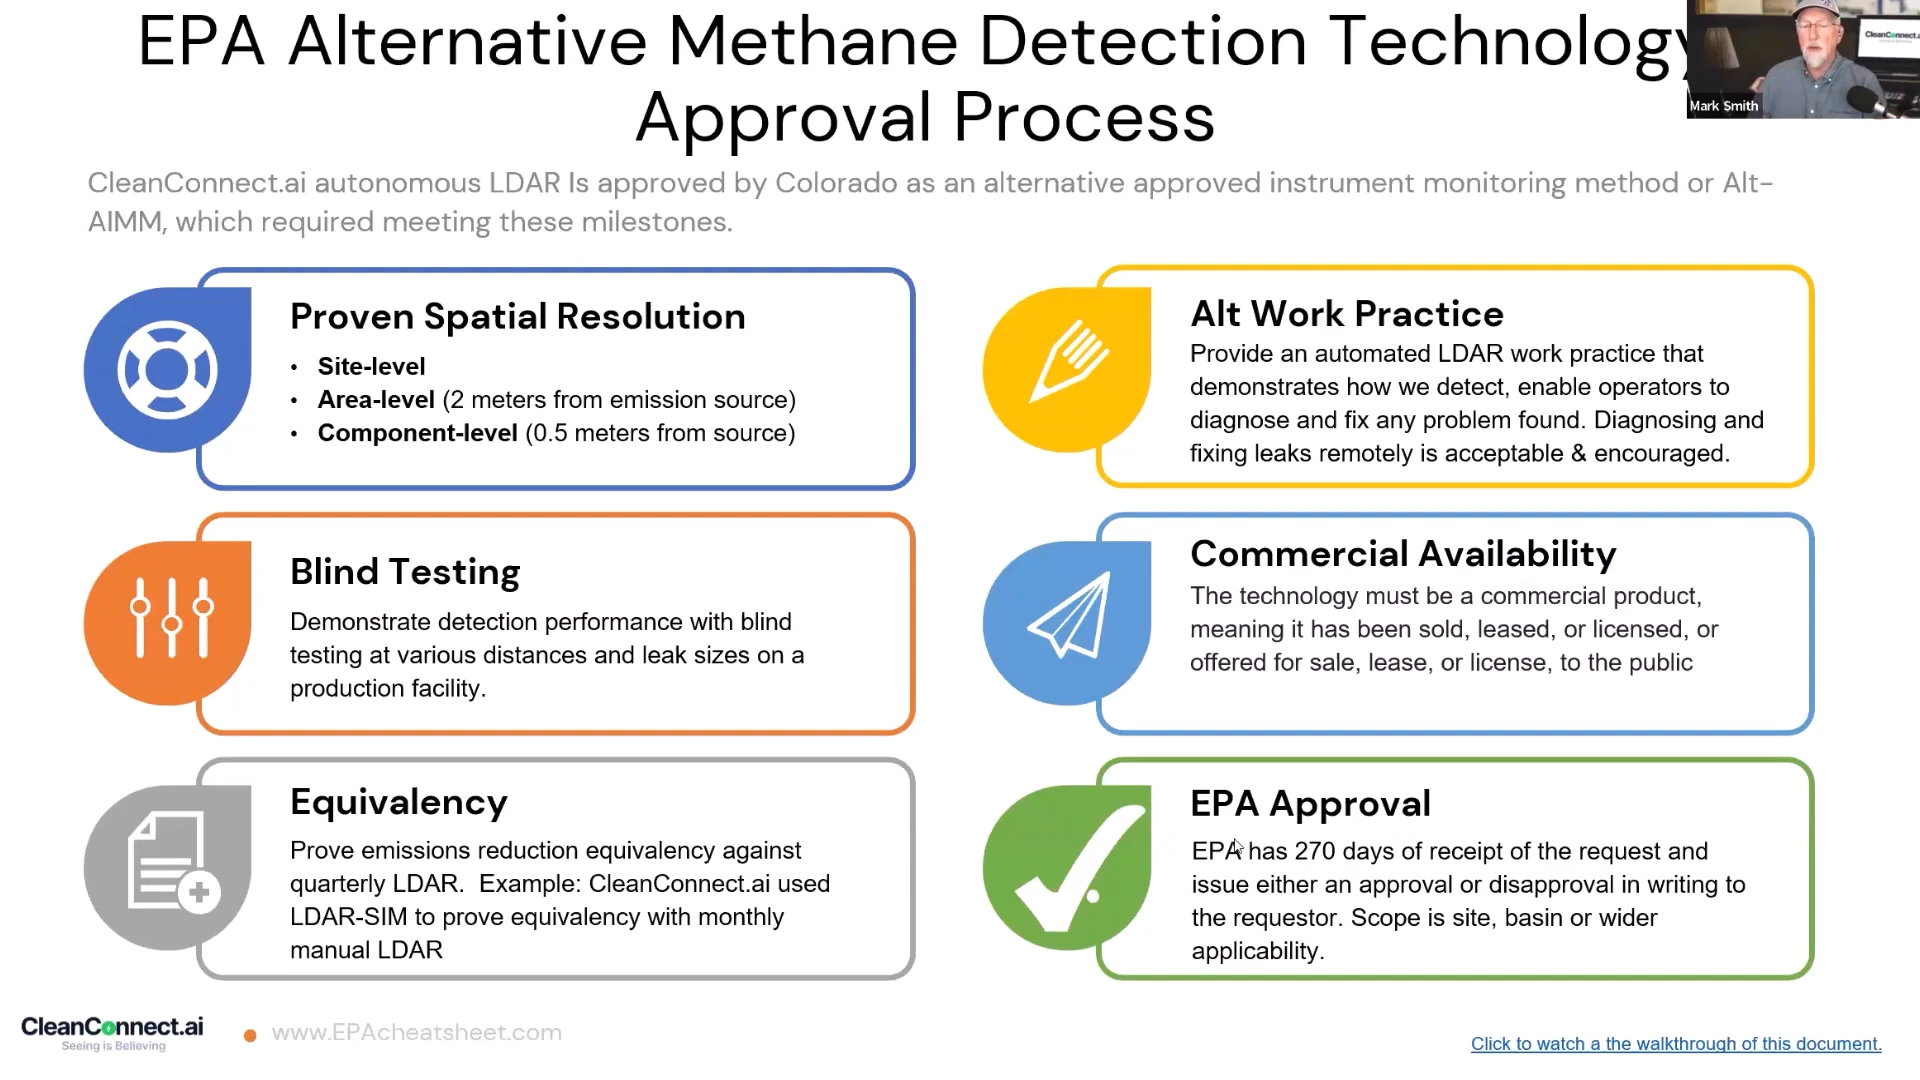 EPA Alternative Methane Detection Technology
Approval Process
Mark Smith
CleanConnect.a
CleanConnect.ai autonomous LDAR Is approved by Colorado as an alternative approved instrument monitoring method or Alt-
AIMM, which required meeting these milestones.
Proven Spatial Resolution
• Site-level
• Area-level (2 meters from emission source)
• Component-level (0.5 meters from source)
Blind Testing
Demonstrate detection performance with blind
testing at various distances and leak sizes on a
production facility.
Equivalency
Prove emissions reduction equivalency against
quarterly LDAR.  Example: CleanConnect.ai used
LDAR-SIM to prove equivalency with monthly
manual LDAR
Alt Work Practice
Provide an automated LDAR work practice that
demonstrates how we detect, enable operators to
diagnose and fix any problem found. Diagnosing and
fixing leaks remotely is acceptable & encouraged.
Commercial Availability
The technology must be a commercial product,
meaning it has been sold, leased, or licensed, or
offered for sale, lease, or license, to the public
EPA Approval
EPA has 270 days of receipt of the request and
issue either an approval or disapproval in writing to
the requestor. Scope is site, basin or wider
applicability.
CleanConnect.ai
Seeing is Believing
www.EPAcheatsheet.com
Click to watch a the walkthrough of this document.